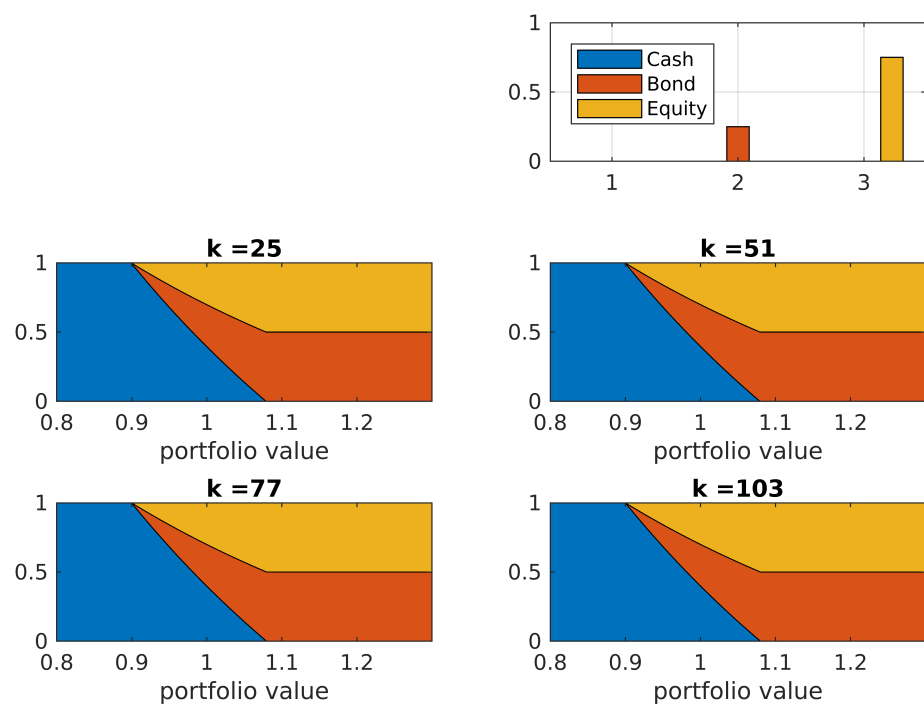 1
Cash
Bond
Equity
0.5
0
1 2 3
k =25
1
0.5
0
0.8 0.9 1 1.1 1.2
portfolio value
k =51
1
0.5
0
0.8 0.9 1 1.1 1.2
portfolio value
k =77
1
0.5
0
0.8 0.9 1 1.1 1.2
portfolio value
k =103
1
0.5
0
0.8 0.9 1 1.1 1.2
portfolio value